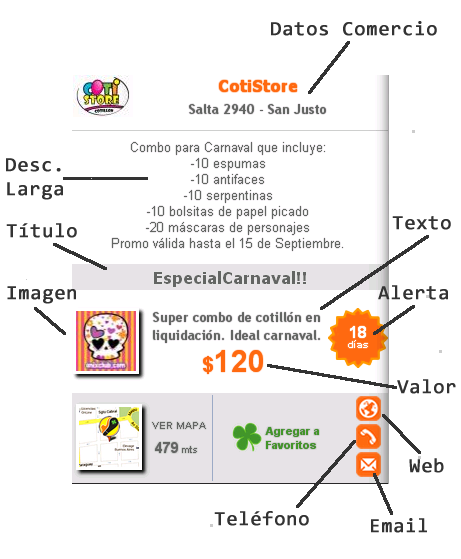 Datos Comercio
COTI
STORE
COTILLON
CotiStore
Salta 2940 - San Justo
Combo para Carnaval que incluye:
-10 espumas
-10 antifaces
-10 serpentinas
-10 bolsitas de papel picado
-20 máscaras de personajes
Promo válida hasta el 15 de Septiembre.
Desc.
Larga
Título
Texto
EspecialCarnaval!!
Imagen
Alerta
Super combo de cotillón en
liquidación. Ideal carnaval.
18
días
$120
imixclub.com
Valor
VER MAPA
479 mts
Agregar a
Favoritos
Web
Teléfono
Email